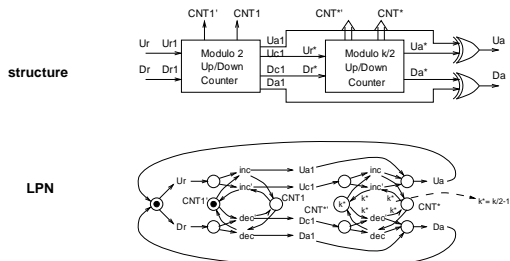 CNT1' CNT1 CNT*' CNT*
structure
Ur Ur1
Dr Dr1
Modulo 2
Up/Down
Counter
Ua1
Uc1
Dc1
Da1
Ur*
Dr*
Modulo k/2
Up/Down
Counter
Ua*
Da*
Ua
Da
LPN
Ur
Dr
CNT1'
inc
inc'
CNT1
dec'
dec
Ua1
Uc1
Dc1
Da1
CNT*'
k*
inc
inc'
k*
k*
k*
k*
dec'
dec
CNT*
Ua
Da
k*= k/2-1